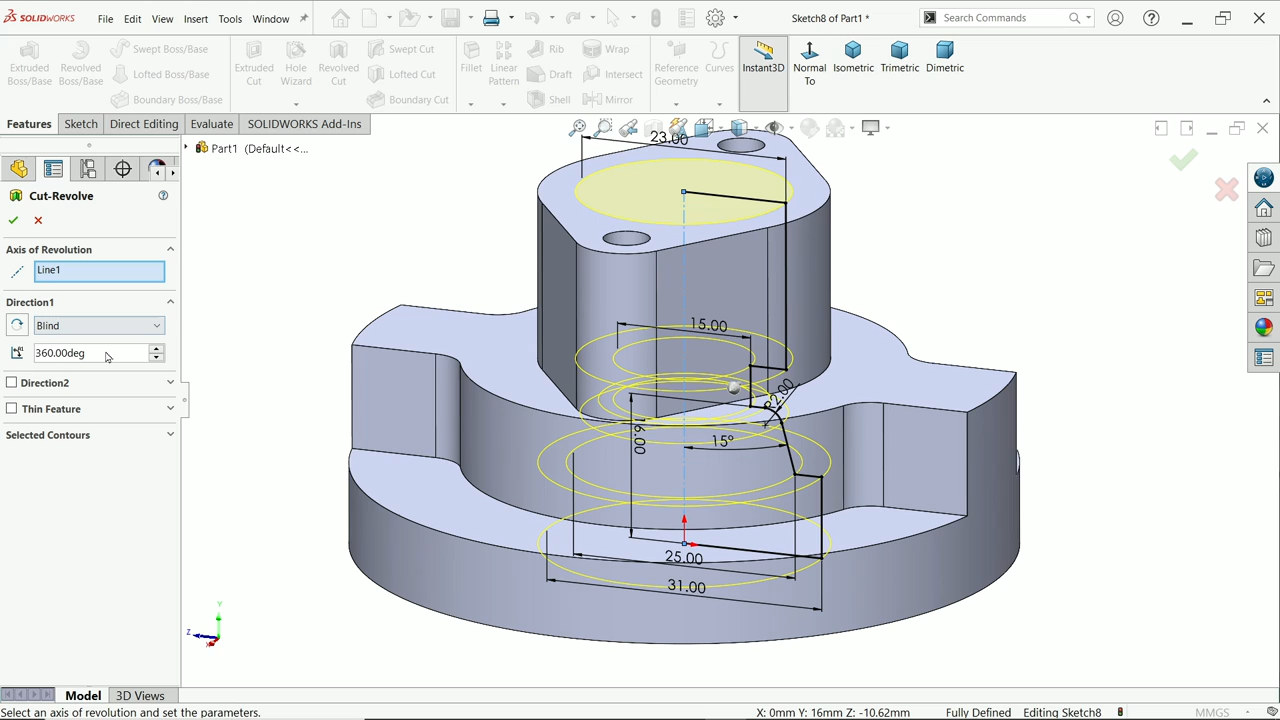 SOLIDWORKS File Edit View Insert Tools Window Sketch8 of Part1 * Search Commands
Extruded Boss/Base
Revolved Boss/Base
Swept Boss/Base
Lofted Boss/Base
Boundary Boss/Base
Extruded Cut
Hole Wizard
Revolved Cut
Swept Cut
Lofted Cut
Boundary Cut
Fillet
Linear Pattern
Rib
Draft
Shell
Wrap
Intersect
Mirror
Reference Geometry
Curves
Instant3D
Normal To
Isometric
Trimetric
Dimetric
Features Sketch Direct Editing Evaluate SOLIDWORKS Add-Ins
Part1 (Default<<...
Cut-Revolve
Axis of Revolution
Line1
Direction1
Blind
360.00deg
Direction2
Thin Feature
Selected Contours
23.00
15.00
R2.00
16.00
15°
25.00
31.00
Y
Z
X
Model 3D Views
Select an axis of revolution and set the parameters. X: 0mm Y: 16mm Z: -10.62mm Fully Defined Editing Sketch8 MMGS